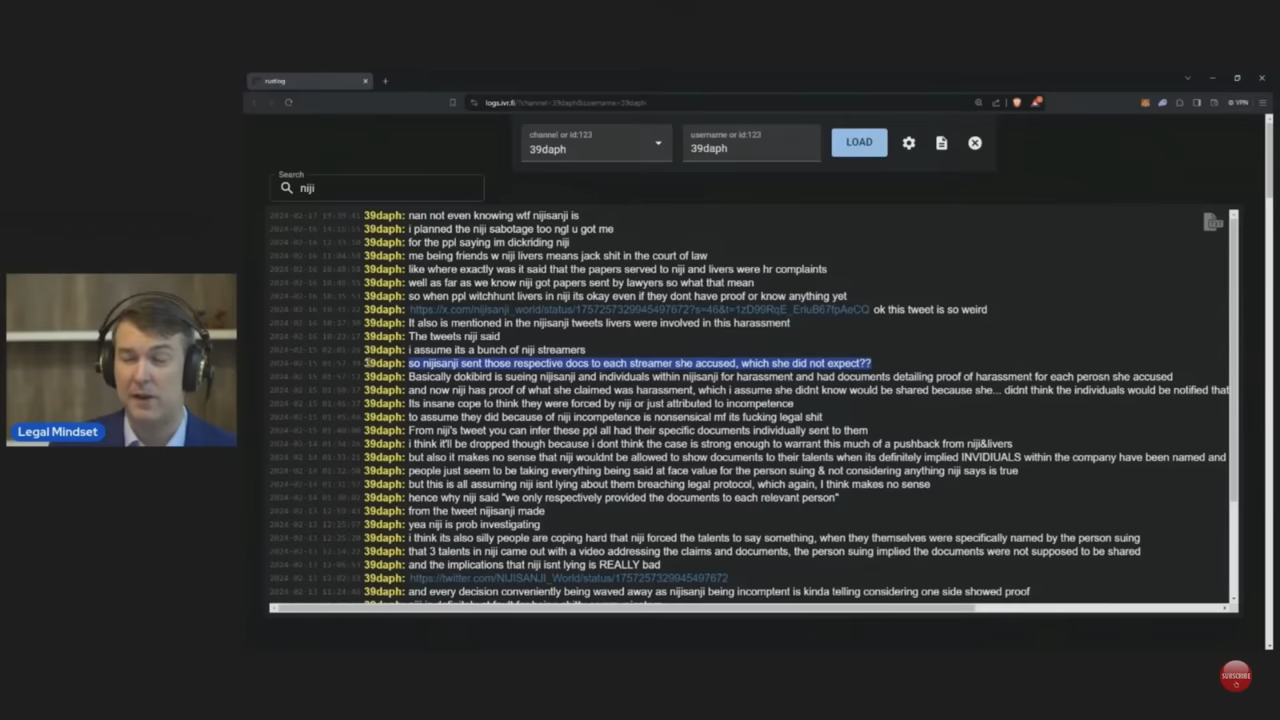 rustlog
logs.ivr.fi/?channel=39daph&username=39daph
VPN
channel or id:123
39daph
username or id:123
39daph
LOAD
Search
niji
TXT
2024-02-17 19:39:41 39daph: nan not even knowing wtf nijisanji is
39daph: i planned the niji sabotage too ngl u got me
39daph: for the ppl saying im dickriding niji
39daph: me being friends w niji livers means jack shit in the court of law
39daph: like where exactly was it said that the papers served to niji and livers were hr complaints
39daph: well as far as we know niji got papers sent by lawyers so what that mean
39daph: so when ppl witchhunt livers in niji its okay even if they dont have proof or know anything yet
39daph: ok this tweet is so weird
39daph: It also is mentioned in the nijisanji tweets livers were involved in this harassment
39daph: The tweets niji said
39daph: i assume its a bunch of niji streamers
39daph: so nijisanji sent those respective docs to each streamer she accused, which she did not expect??
39daph: Basically dokibird is sueing nijisanji and individuals within nijisanji for harassment and had documents detailing proof of harassment for each perosn she accused
39daph: and now niji has proof of what she claimed was harassment, which i assume she didnt know would be shared because she... didnt think the individuals would be notified that
39daph: Its insane cope to think they were forced by niji or just attributed to incompetence
39daph: to assume they did because of niji incompetence is nonsensical mf its fucking legal shit
39daph: From niji's tweet you can infer these ppl all had their specific documents individually sent to them
39daph: i think it'll be dropped though because i dont think the case is strong enough to warrant this much of a pushback from niji&livers
39daph: but also it makes no sense that niji wouldnt be allowed to show documents to their talents when its definitely implied INVIDIUALS within the company have been named and
39daph: people just seem to be taking everything being said at face value for the person suing & not considering anything niji says is true
39daph: but this is all assuming niji isnt lying about them breaching legal protocol, which again, I think makes no sense
39daph: hence why niji said "we only respectively provided the documents to each relevant person"
39daph: from the tweet nijisanji made
39daph: yea niji is prob investigating
39daph: i think its also silly people are coping hard that niji forced the talents to say something, when they themselves were specifically named by the person suing
39daph: that 3 talents in niji came out with a video addressing the claims and documents, the person suing implied the documents were not supposed to be shared
39daph: and the implications that niji isnt lying is REALLY bad
39daph: https://twitter.com/NIJISANJI_World/status/1757257329945497672
39daph: and every decision conveniently being waved away as nijisanji being incomptent is kinda telling considering one side showed proof
Legal Mindset
SUBSCRIBE